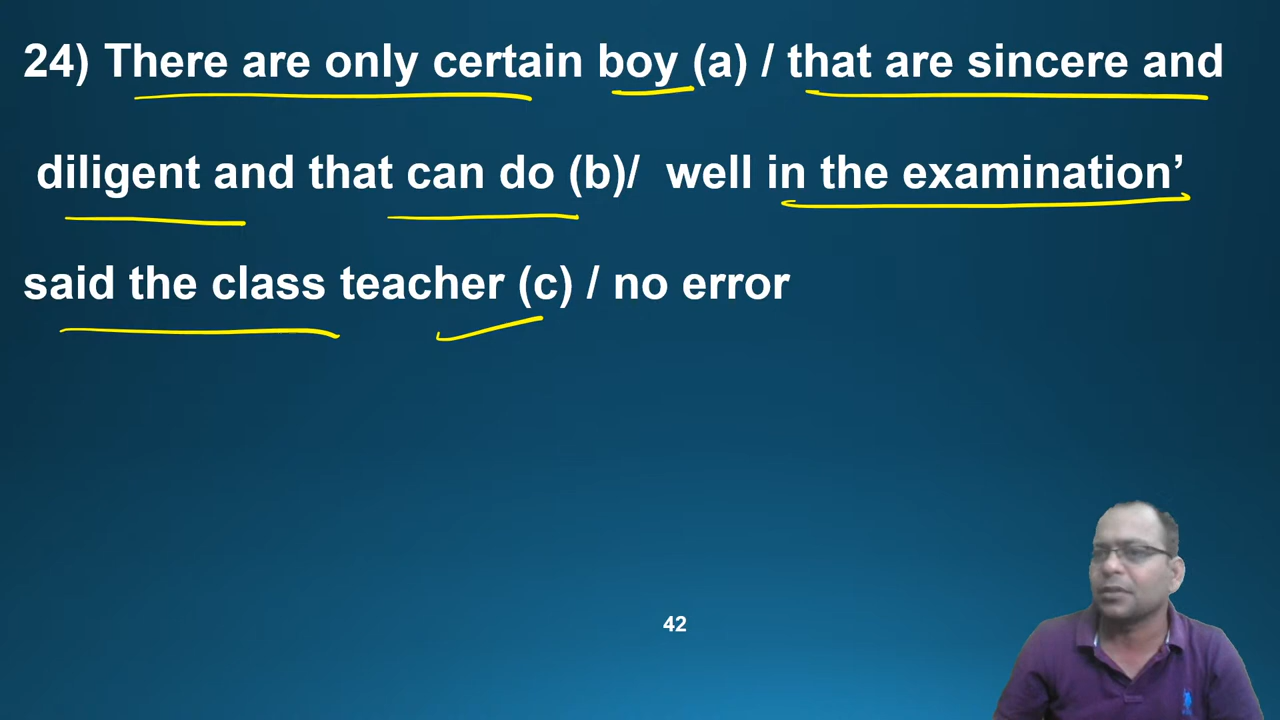 24) There are only certain boy (a) / that are sincere and
diligent and that can do (b)/ well in the examination’
said the class teacher (c) / no error
42